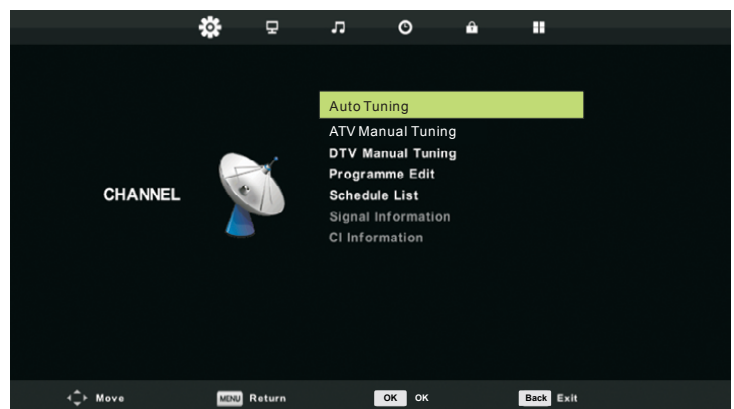 Auto Tuning
ATV Manual Tuning
DTV Manual Tuning
Programme Edit
CHANNEL
Schedule List
Signal Information
CI Information
Move MENU Return OK OK Back Exit